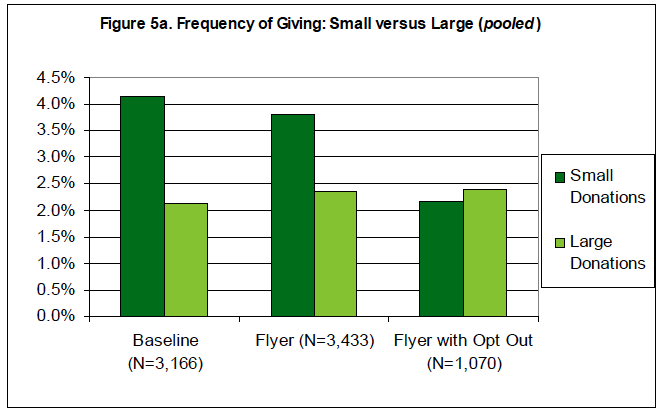 Figure 5a. Frequency of Giving: Small versus Large (pooled)
4.5%
4.0%
3.5%
3.0%
2.5%
2.0%
1.5%
1.0%
0.5%
0.0%
Baseline
(N=3,166)
Flyer (N=3,433)
Flyer with Opt Out
(N=1,070)
Small
Donations
Large
Donations